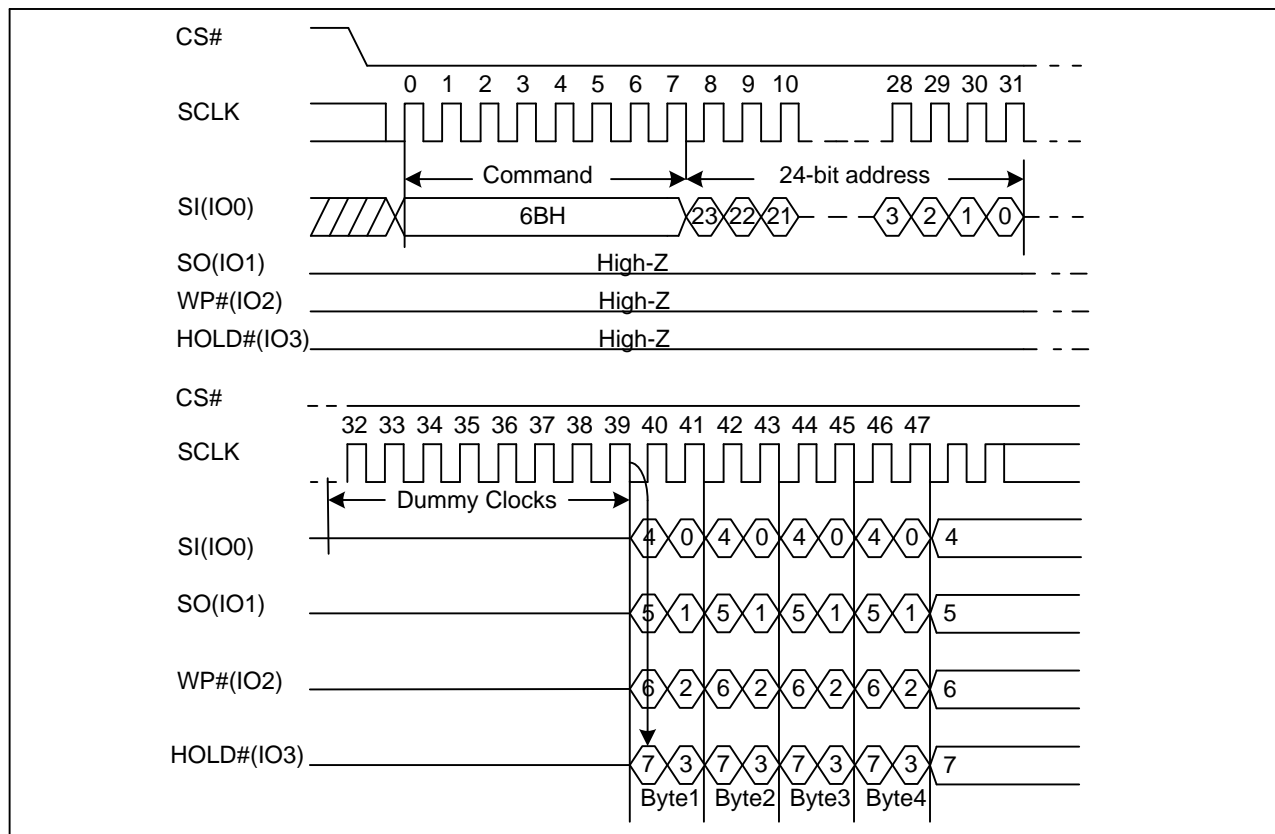 CS#
0 1 2 3 4 5 6 7 8 9 10 28 29 30 31
SCLK
Command 24-bit address
SI(IO0) 6BH 23 22 21 3 2 1 0
SO(IO1) High-Z
WP#(IO2) High-Z
HOLD#(IO3) High-Z
CS#
32 33 34 35 36 37 38 39 40 41 42 43 44 45 46 47
SCLK
Dummy Clocks
SI(IO0) 4 0 4 0 4 0 4 0 4
SO(IO1) 5 1 5 1 5 1 5 1 5
WP#(IO2) 6 2 6 2 6 2 6 2 6
HOLD#(IO3) 7 3 7 3 7 3 7 3 7
Byte1 Byte2 Byte3 Byte4